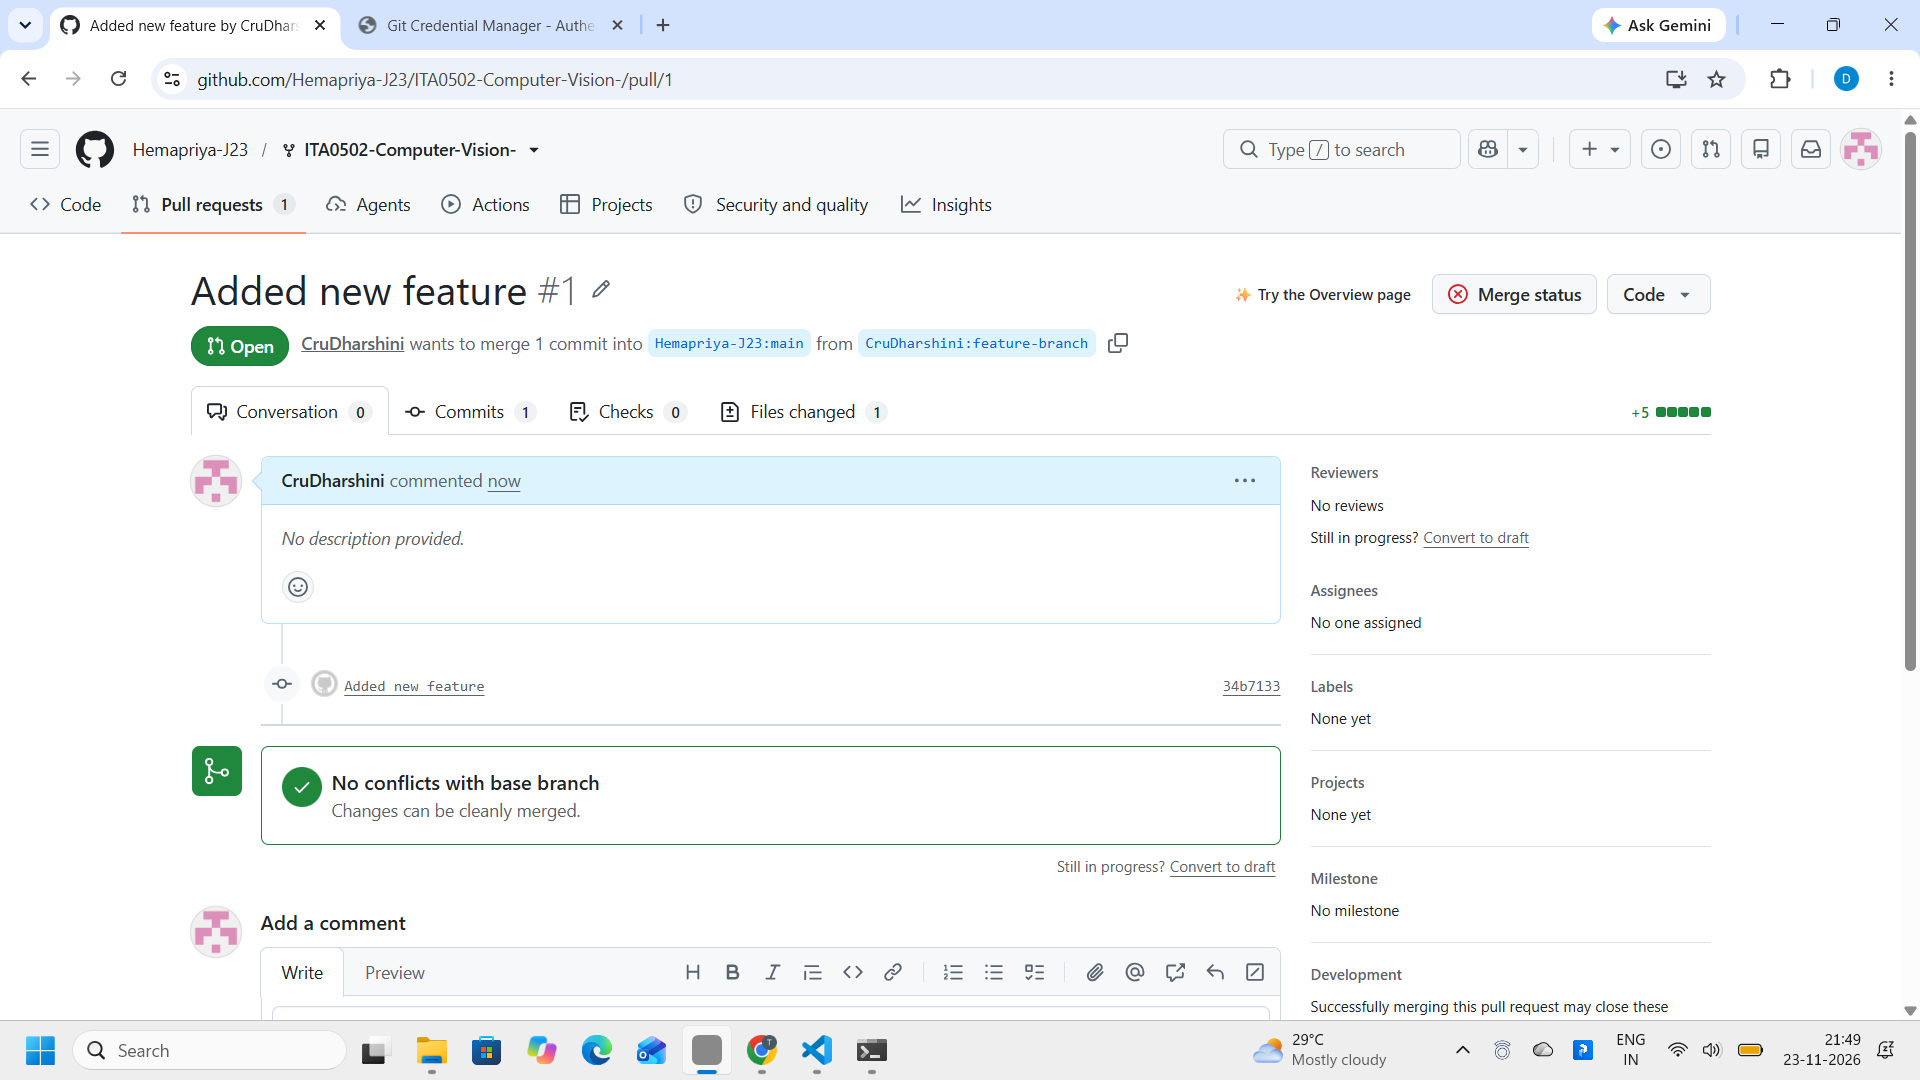 Added new feature by CruDhars
Git Credential Manager - Authe
Ask Gemini
github.com/Hemapriya-J23/ITA0502-Computer-Vision-/pull/1
D
Hemapriya-J23 / ITA0502-Computer-Vision-
Type / to search
Code
Pull requests 1
Agents
Actions
Projects
Security and quality
Insights
Added new feature #1
Try the Overview page
Merge status
Code
Open
CruDharshini wants to merge 1 commit into Hemapriya-J23:main from CruDharshini:feature-branch
Conversation 0
Commits 1
Checks 0
Files changed 1
+5
CruDharshini commented now
No description provided.
Added new feature
34b7133
No conflicts with base branch
Changes can be cleanly merged.
Still in progress? Convert to draft
Add a comment
Write
Preview
Reviewers
No reviews
Still in progress? Convert to draft
Assignees
No one assigned
Labels
None yet
Projects
None yet
Milestone
No milestone
Development
Successfully merging this pull request may close these
Search
29°C
Mostly cloudy
ENG
IN
21:49
23-11-2026